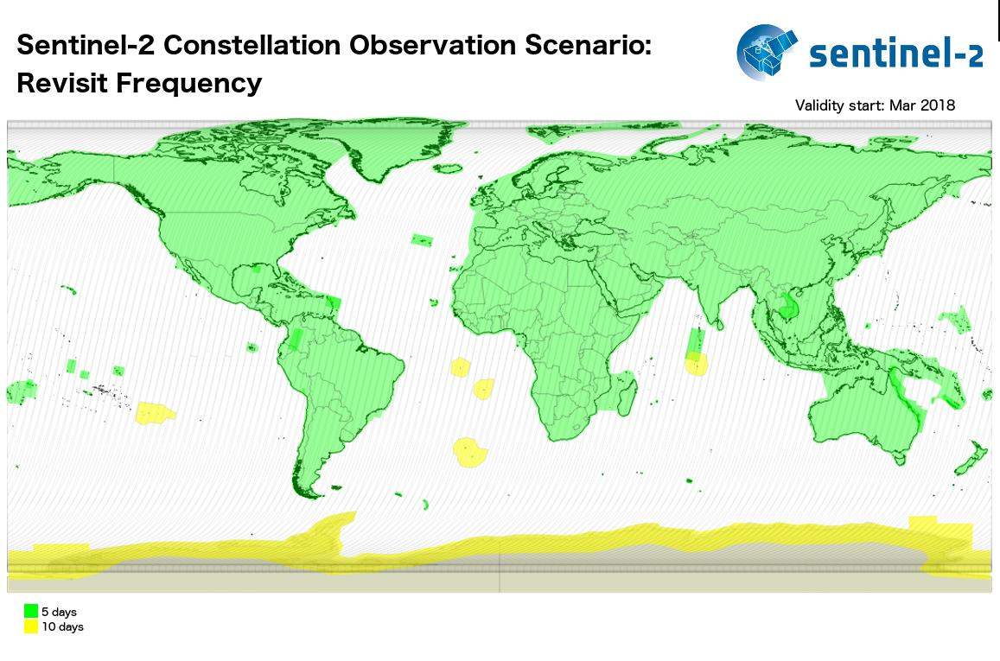 Sentinel-2 Constellation Observation Scenario:
Revisit Frequency
sentinel-2
Validity start: Mar 2018
5 days
10 days